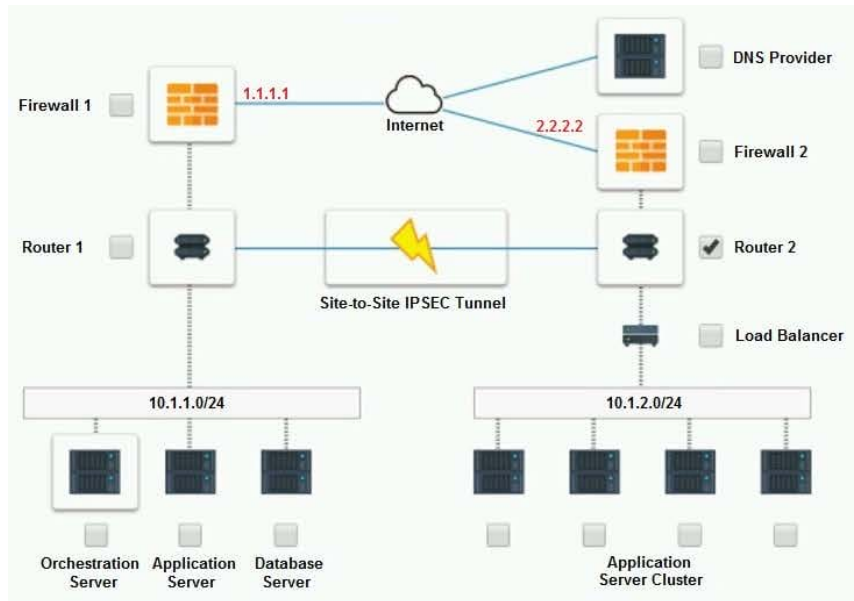 DNS Provider
Firewall 1
1.1.1.1
Internet
2.2.2.2
Firewall 2
Router 1
Router 2
Site-to-Site IPSEC Tunnel
Load Balancer
10.1.1.0/24
10.1.2.0/24
Orchestration
Server
Application
Server
Database
Server
Application
Server Cluster